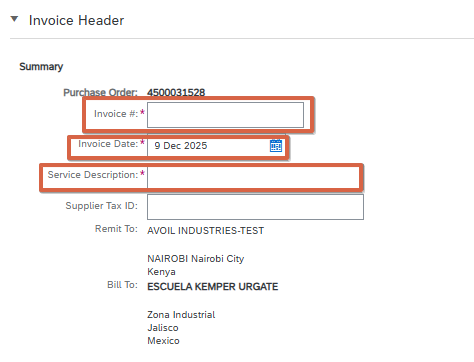 Invoice Header
Summary
Purchase Order: 4500031528
Invoice #:*
Invoice Date:* 9 Dec 2025
Service Description:*
Supplier Tax ID:
Remit To: AVOIL INDUSTRIES-TEST
NAIROBI Nairobi City
Kenya
Bill To: ESCUELA KEMPER URGATE
Zona Industrial
Jalisco
Mexico